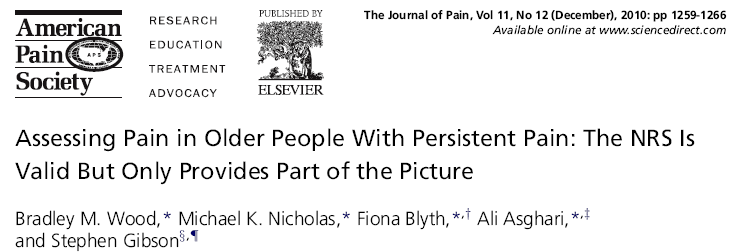 American
Pain APS
Society
RESEARCH
EDUCATION
TREATMENT
ADVOCACY
PUBLISHED BY
ELSEVIER
The Journal of Pain, Vol 11, No 12 (December), 2010: pp 1259-1266
Available online at www.sciencedirect.com
Assessing Pain in Older People With Persistent Pain: The NRS Is
Valid But Only Provides Part of the Picture
Bradley M. Wood,* Michael K. Nicholas,* Fiona Blyth,*,† Ali Asghari,*,‡
and Stephen Gibson§,¶